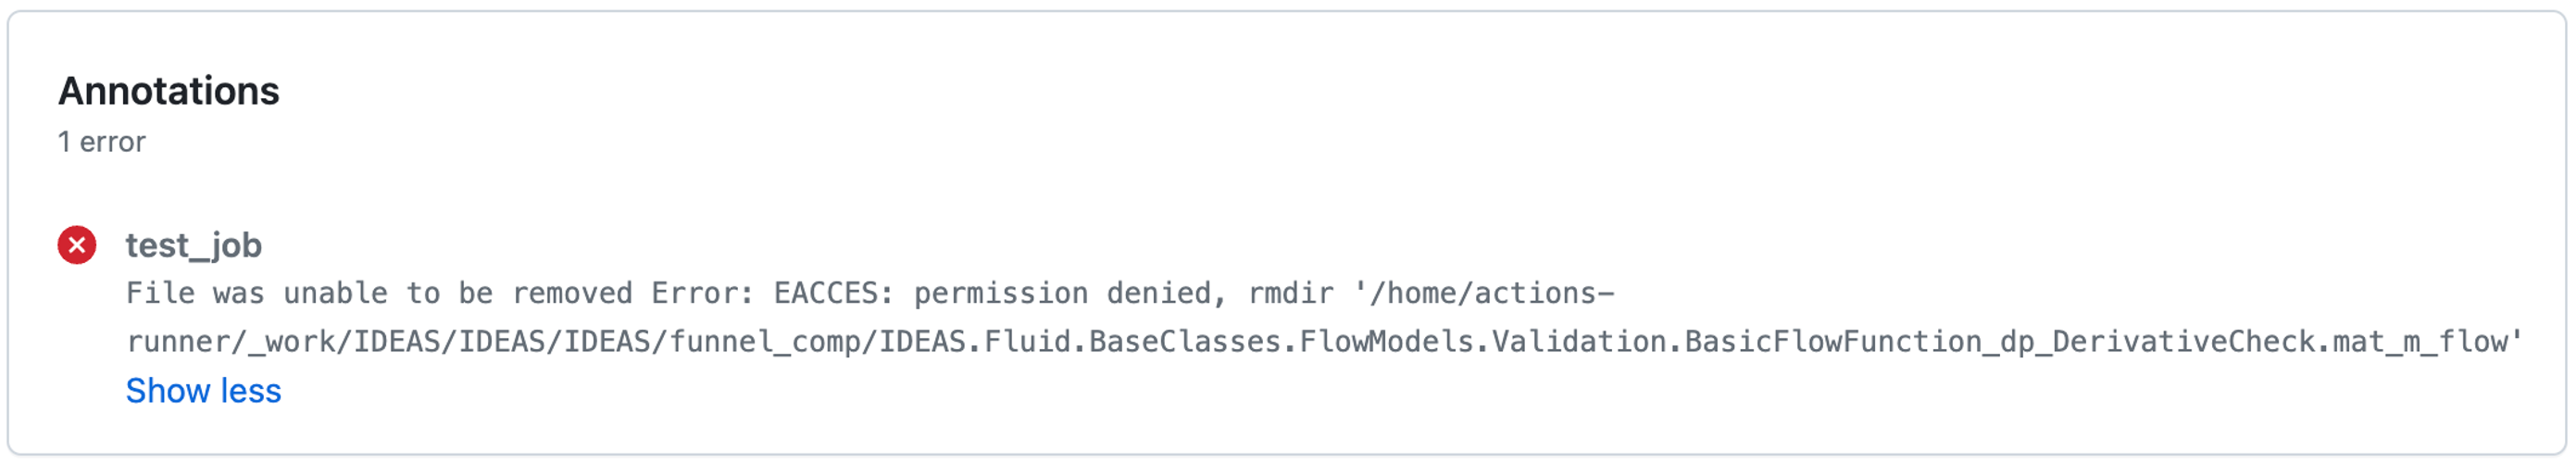 Annotations
1 error
test_job
File was unable to be removed Error: EACCES: permission denied, rmdir '/home/actions-
runner/_work/IDEAS/IDEAS/IDEAS/funnel_comp/IDEAS.Fluid.BaseClasses.FlowModels.Validation.BasicFlowFunction_dp_DerivativeCheck.mat_m_flow'
Show less